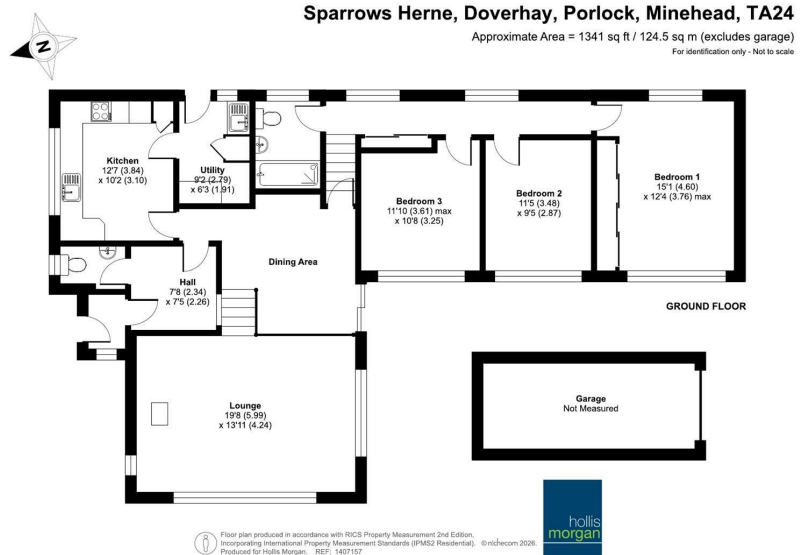 Sparrows Herne, Doverhay, Porlock, Minehead, TA24
Approximate Area = 1341 sq ft / 124.5 sq m (excludes garage)
For identification only - Not to scale
N
Kitchen
12'7 (3.84)
x 10'2 (3.10)
Utility
9'2 (2.79)
x 6'3 (1.91)
Bedroom 3
11'10 (3.61) max
x 10'8 (3.25)
Bedroom 2
11'5 (3.48)
x 9'5 (2.87)
Bedroom 1
15'1 (4.60)
x 12'4 (3.76) max
Dining Area
Hall
7'8 (2.34)
x 7'5 (2.26)
GROUND FLOOR
Lounge
19'8 (5.99)
x 13'11 (4.24)
Garage
Not Measured
hollis
morgan
Floor plan produced in accordance with RICS Property Measurement 2nd Edition,
Incorporating International Property Measurement Standards (IPMS2 Residential). © nichecom 2026.
Produced for Hollis Morgan. REF: 1407157